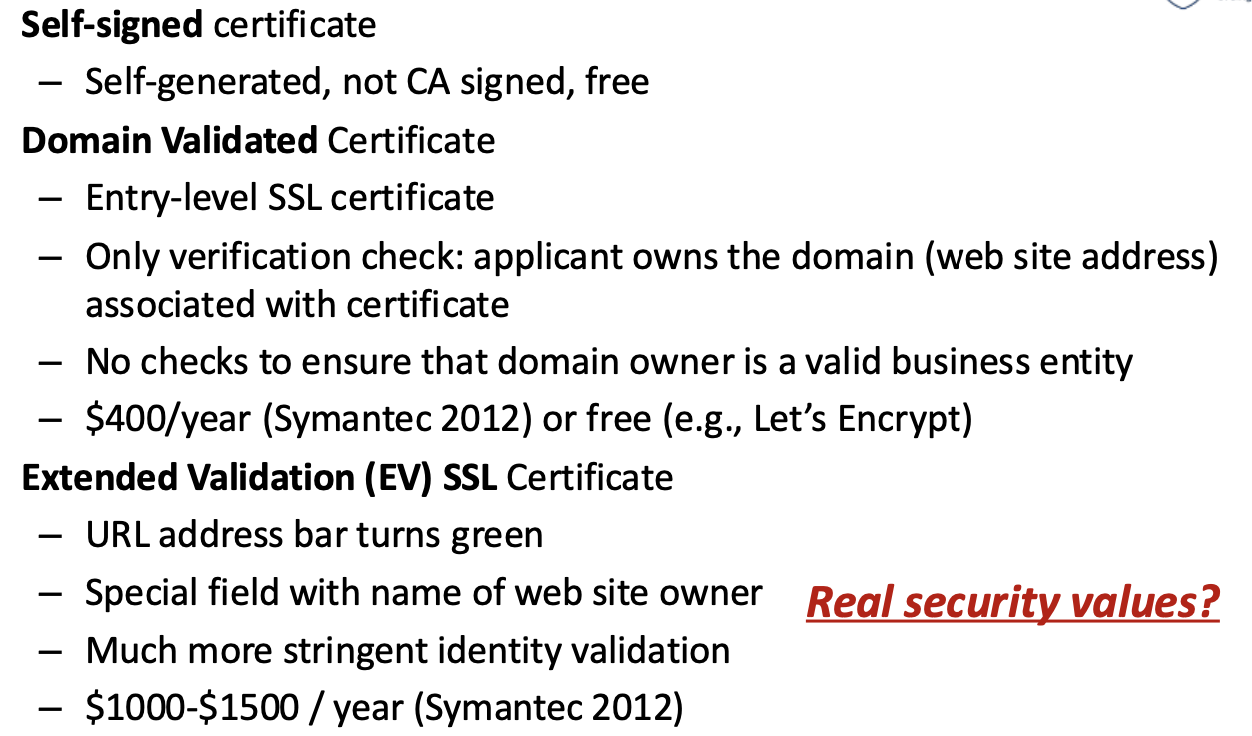 Self-signed certificate
– Self-generated, not CA signed, free
Domain Validated Certificate
– Entry-level SSL certificate
– Only verification check: applicant owns the domain (web site address)
associated with certificate
– No checks to ensure that domain owner is a valid business entity
– $400/year (Symantec 2012) or free (e.g., Let’s Encrypt)
Extended Validation (EV) SSL Certificate
– URL address bar turns green
– Special field with name of web site owner
Real security values?
– Much more stringent identity validation
– $1000-$1500 / year (Symantec 2012)